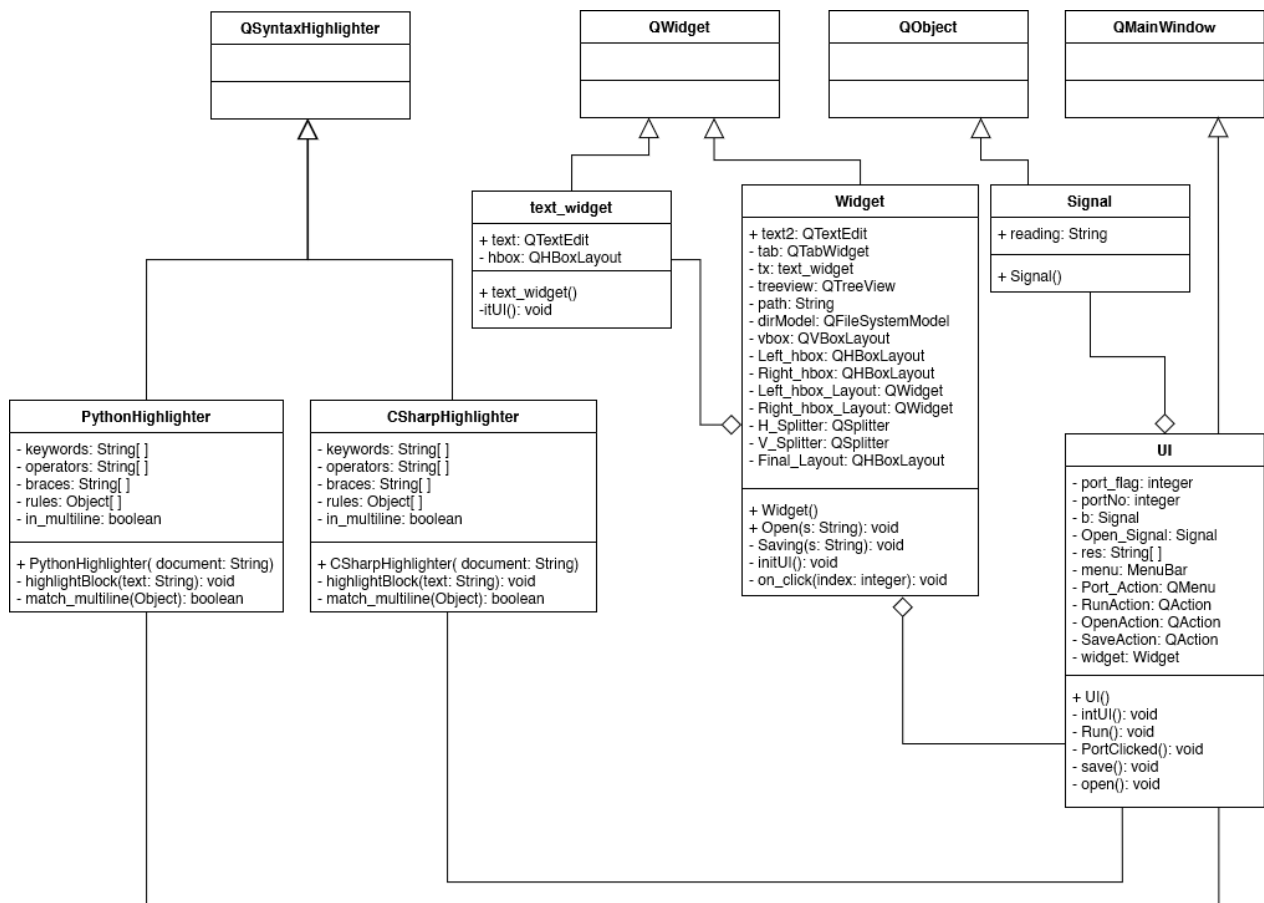 QSyntaxHighlighter
QWidget
QObject
QMainWindow
text_widget
+ text: QTextEdit
- hbox: QHBoxLayout
+ text_widget()
-itUI(): void
Widget
+ text2: QTextEdit
- tab: QTabWidget
- tx: text_widget
- treeview: QTreeView
- path: String
- dirModel: QFileSystemModel
- vbox: QVBoxLayout
- Left_hbox: QHBoxLayout
- Right_hbox: QHBoxLayout
- Left_hbox_Layout: QWidget
- Right_hbox_Layout: QWidget
- H_Splitter: QSplitter
- V_Splitter: QSplitter
- Final_Layout: QHBoxLayout
+ Widget()
+ Open(s: String): void
- Saving(s: String): void
- initUI(): void
- on_click(index: integer): void
Signal
+ reading: String
+ Signal()
PythonHighlighter
- keywords: String[ ]
- operators: String[ ]
- braces: String[ ]
- rules: Object[ ]
- in_multiline: boolean
+ PythonHighlighter( document: String)
- highlightBlock(text: String): void
- match_multiline(Object): boolean
CSharpHighlighter
- keywords: String[ ]
- operators: String[ ]
- braces: String[ ]
- rules: Object[ ]
- in_multiline: boolean
+ CSharpHighlighter( document: String)
- highlightBlock(text: String): void
- match_multiline(Object): boolean
UI
- port_flag: integer
- portNo: integer
- b: Signal
- Open_Signal: Signal
- res: String[ ]
- menu: MenuBar
- Port_Action: QMenu
- RunAction: QAction
- OpenAction: QAction
- SaveAction: QAction
- widget: Widget
+ UI()
- intUI(): void
- Run(): void
- PortClicked(): void
- save(): void
- open(): void